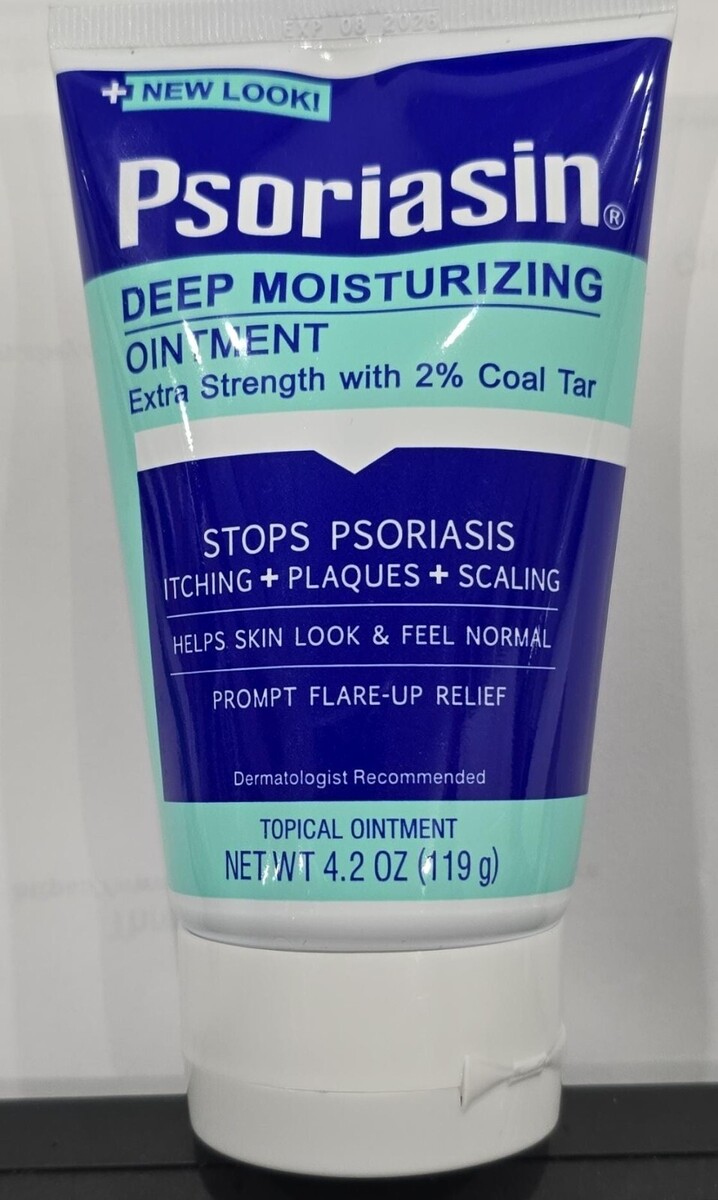 EXP 08 2026
+ NEW LOOK!
Psoriasin®
DEEP MOISTURIZING
OINTMENT
Extra Strength with 2% Coal Tar
STOPS PSORIASIS
ITCHING + PLAQUES + SCALING
HELPS SKIN LOOK & FEEL NORMAL
PROMPT FLARE-UP RELIEF
Dermatologist Recommended
TOPICAL OINTMENT
NET WT 4.2 OZ (119 g)